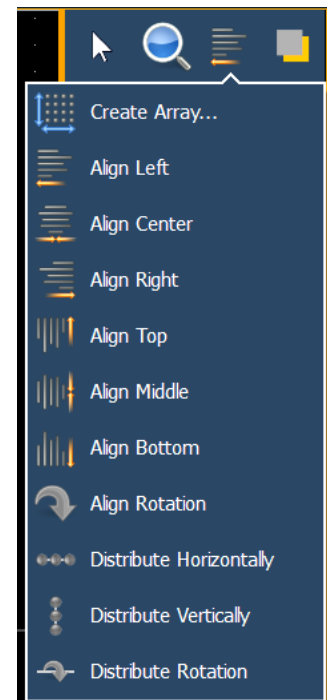 Create Array...
Align Left
Align Center
Align Right
Align Top
Align Middle
Align Bottom
Align Rotation
Distribute Horizontally
Distribute Vertically
Distribute Rotation